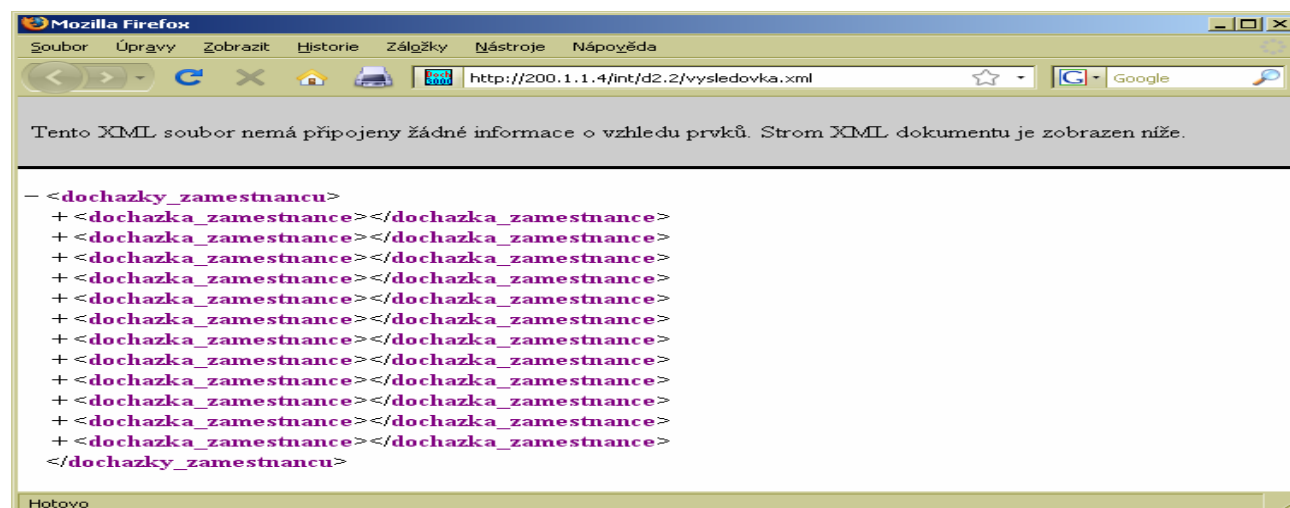 Mozilla Firefox
Soubor Úpravy Zobrazit Historie Záložky Nástroje Nápověda
http://200.1.1.4/int/d2.2/vysledovka.xml Google
Tento XML soubor nemá připojeny žádné informace o vzhledu prvků. Strom XML dokumentu je zobrazen níže.
− <dochazky_zamestnancu>
+ <dochazka_zamestnance></dochazka_zamestnance>
+ <dochazka_zamestnance></dochazka_zamestnance>
+ <dochazka_zamestnance></dochazka_zamestnance>
+ <dochazka_zamestnance></dochazka_zamestnance>
+ <dochazka_zamestnance></dochazka_zamestnance>
+ <dochazka_zamestnance></dochazka_zamestnance>
+ <dochazka_zamestnance></dochazka_zamestnance>
+ <dochazka_zamestnance></dochazka_zamestnance>
+ <dochazka_zamestnance></dochazka_zamestnance>
+ <dochazka_zamestnance></dochazka_zamestnance>
+ <dochazka_zamestnance></dochazka_zamestnance>
+ <dochazka_zamestnance></dochazka_zamestnance>
</dochazky_zamestnancu>
Hotovo